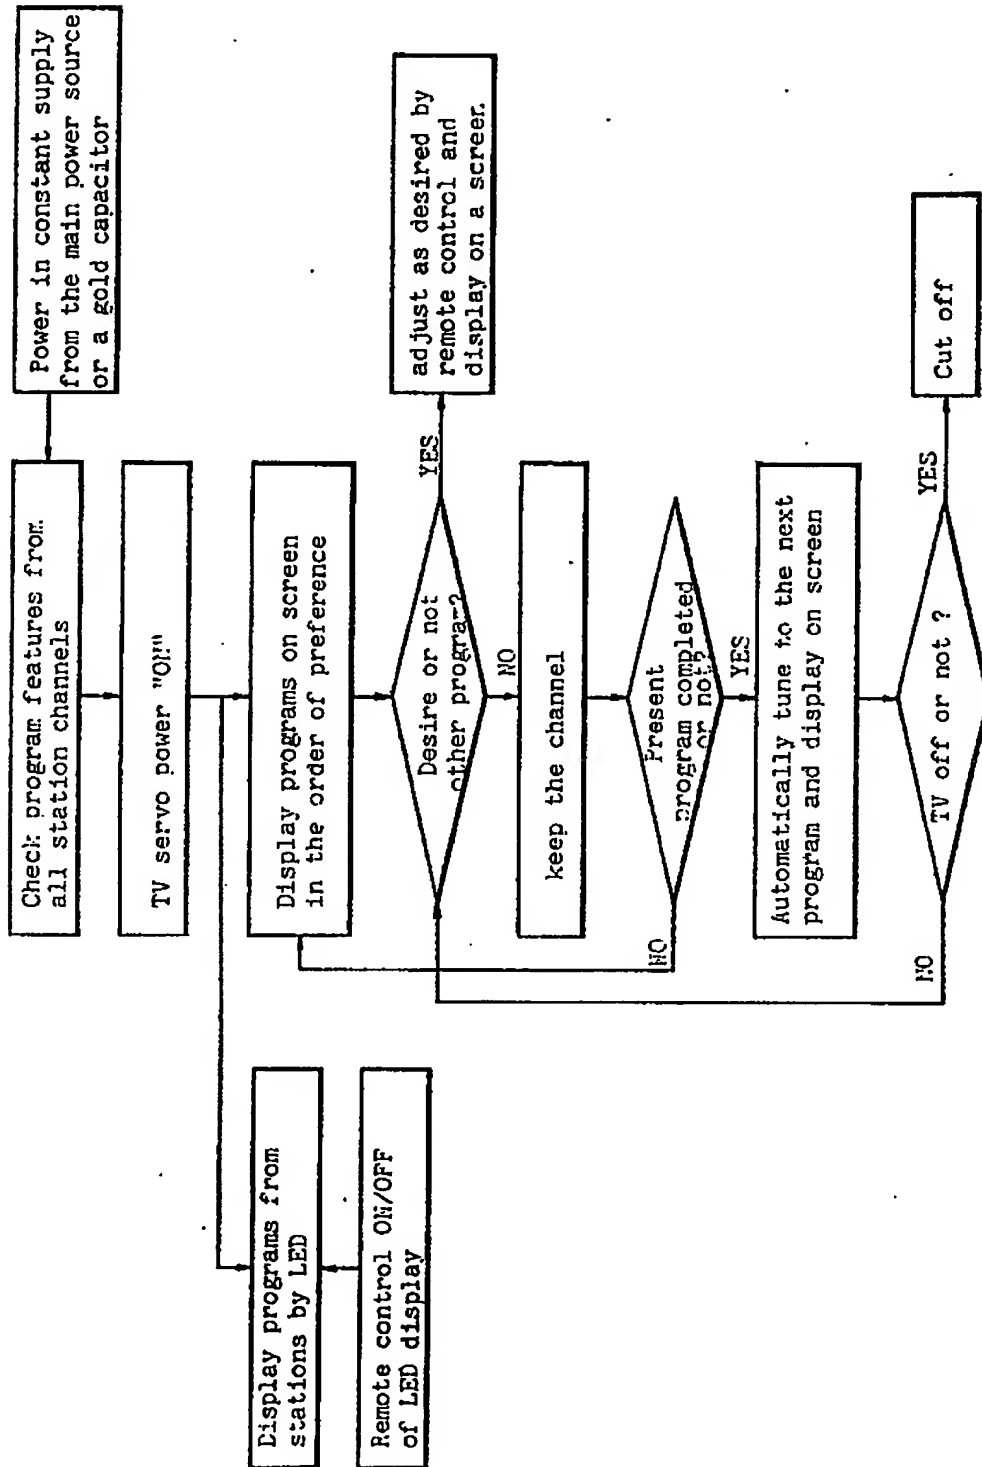 Power in constant supply
from the main power source
or a gold capacitor
Check program features from
all station channels
TV servo power "ON"
Display programs on screen
in the order of preference
Desire or not
other program?
YES
adjust as desired by
remote control and
display on a screen.
NO
keep the channel
Present
program completed
or not?
NO
YES
Automatically tune to the next
program and display on screen
TV off or not ?
YES
Cut off
NO
Display programs from
stations by LED
Remote control ON/OFF
of LED display